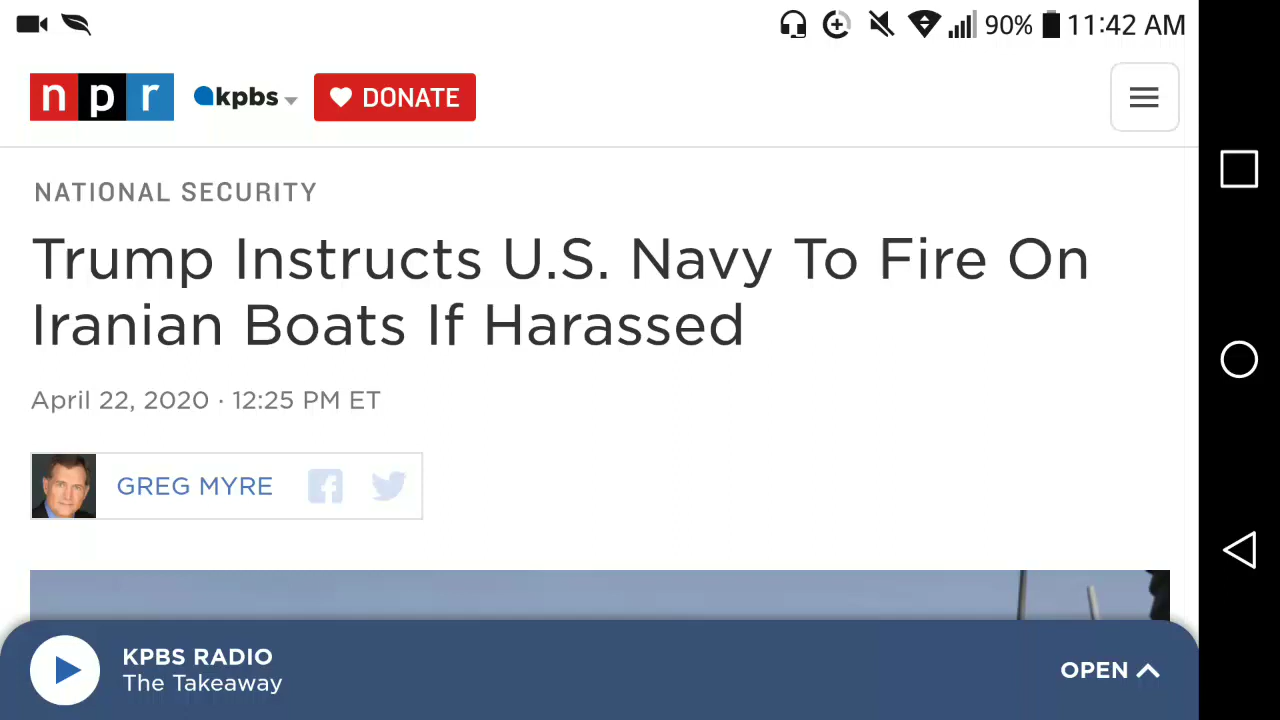 90% 11:42 AM
npr kpbs DONATE
NATIONAL SECURITY
Trump Instructs U.S. Navy To Fire On
Iranian Boats If Harassed
April 22, 2020 · 12:25 PM ET
GREG MYRE
KPBS RADIO
The Takeaway
OPEN